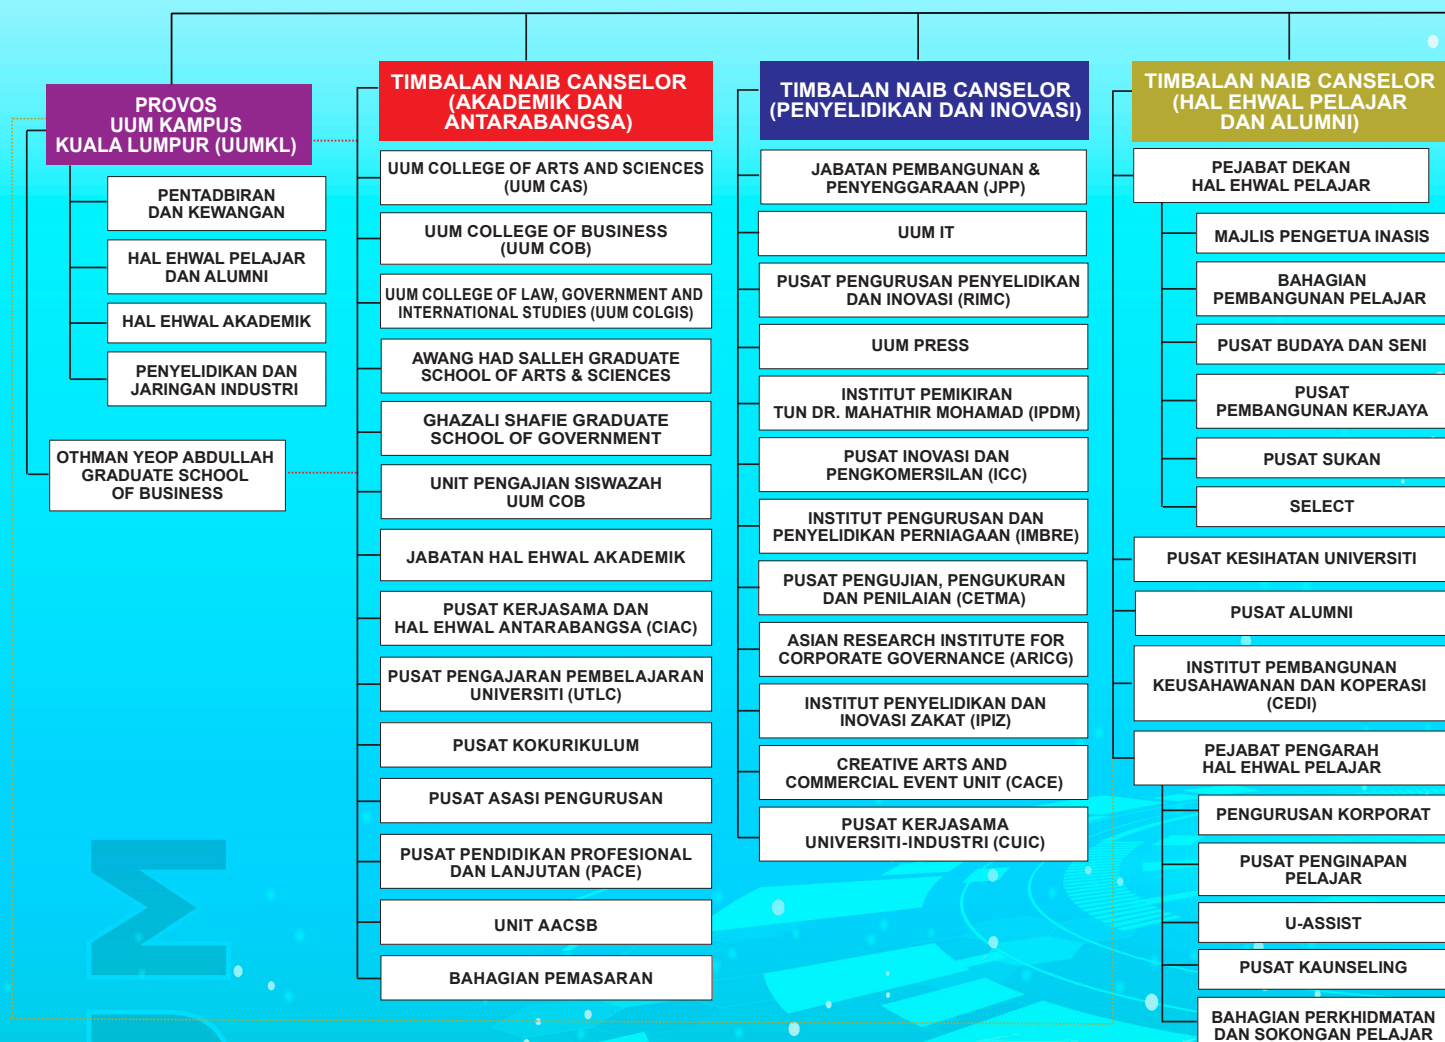 PROVOS
UUM KAMPUS
KUALA LUMPUR (UUMKL)
PENTADBIRAN
DAN KEWANGAN
HAL EHWAL PELAJAR
DAN ALUMNI
HAL EHWAL AKADEMIK
PENYELIDIKAN DAN
JARINGAN INDUSTRI
OTHMAN YEOP ABDULLAH
GRADUATE SCHOOL
OF BUSINESS
TIMBALAN NAIB CANSELOR
(AKADEMIK DAN
ANTARABANGSA)
UUM COLLEGE OF ARTS AND SCIENCES
(UUM CAS)
UUM COLLEGE OF BUSINESS
(UUM COB)
UUM COLLEGE OF LAW, GOVERNMENT AND
INTERNATIONAL STUDIES (UUM COLGIS)
AWANG HAD SALLEH GRADUATE
SCHOOL OF ARTS & SCIENCES
GHAZALI SHAFIE GRADUATE
SCHOOL OF GOVERNMENT
UNIT PENGAJIAN SISWAZAH
UUM COB
JABATAN HAL EHWAL AKADEMIK
PUSAT KERJASAMA DAN
HAL EHWAL ANTARABANGSA (CIAC)
PUSAT PENGAJARAN PEMBELAJARAN
UNIVERSITI (UTLC)
PUSAT KOKURIKULUM
PUSAT ASASI PENGURUSAN
PUSAT PENDIDIKAN PROFESIONAL
DAN LANJUTAN (PACE)
UNIT AACSB
BAHAGIAN PEMASARAN
TIMBALAN NAIB CANSELOR
(PENYELIDIKAN DAN INOVASI)
JABATAN PEMBANGUNAN &
PENYENGGARAAN (JPP)
UUM IT
PUSAT PENGURUSAN PENYELIDIKAN
DAN INOVASI (RIMC)
UUM PRESS
INSTITUT PEMIKIRAN
TUN DR. MAHATHIR MOHAMAD (IPDM)
PUSAT INOVASI DAN
PENGKOMERSILAN (ICC)
INSTITUT PENGURUSAN DAN
PENYELIDIKAN PERNIAGAAN (IMBRE)
PUSAT PENGUJIAN, PENGUKURAN
DAN PENILAIAN (CETMA)
ASIAN RESEARCH INSTITUTE FOR
CORPORATE GOVERNANCE (ARICG)
INSTITUT PENYELIDIKAN DAN
INOVASI ZAKAT (IPIZ)
CREATIVE ARTS AND
COMMERCIAL EVENT UNIT (CACE)
PUSAT KERJASAMA
UNIVERSITI-INDUSTRI (CUIC)
TIMBALAN NAIB CANSELOR
(HAL EHWAL PELAJAR
DAN ALUMNI)
PEJABAT DEKAN
HAL EHWAL PELAJAR
MAJLIS PENGETUA INASIS
BAHAGIAN
PEMBANGUNAN PELAJAR
PUSAT BUDAYA DAN SENI
PUSAT
PEMBANGUNAN KERJAYA
PUSAT SUKAN
SELECT
PUSAT KESIHATAN UNIVERSITI
PUSAT ALUMNI
INSTITUT PEMBANGUNAN
KEUSAHAWANAN DAN KOPERASI
(CEDI)
PEJABAT PENGARAH
HAL EHWAL PELAJAR
PENGURUSAN KORPORAT
PUSAT PENGINAPAN
PELAJAR
U-ASSIST
PUSAT KAUNSELING
BAHAGIAN PERKHIDMATAN
DAN SOKONGAN PELAJAR